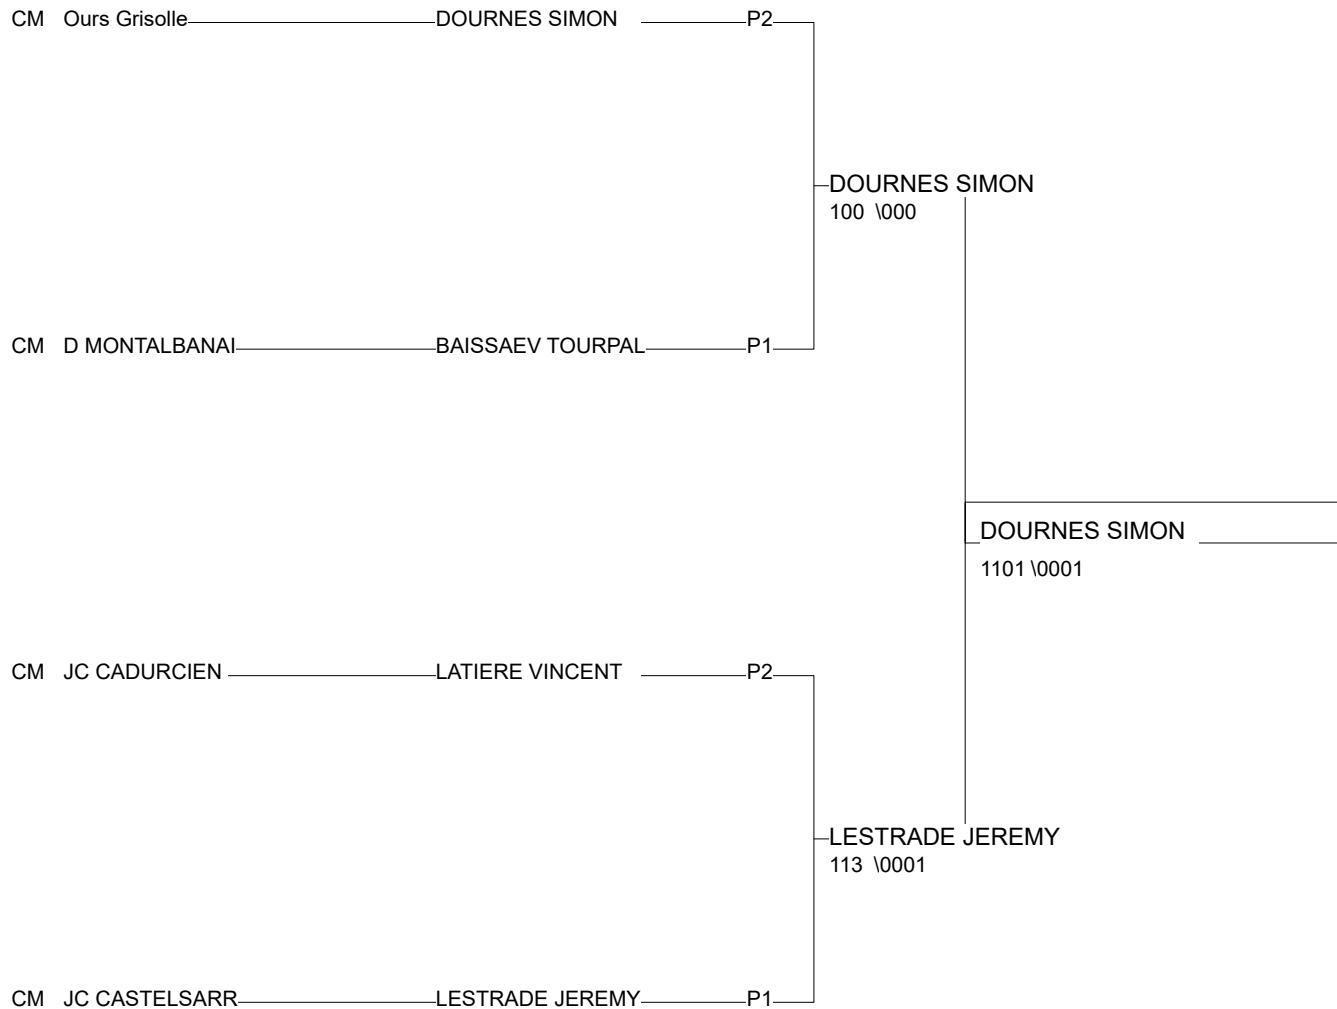 CM Ours Grisolle DOURNES SIMON P2
DOURNES SIMON
100 \000
CM D MONTALBANAI BAISSAEV TOURPAL P1
DOURNES SIMON
1101 \0001
CM JC CADURCIEN LATIERE VINCENT P2
LESTRADE JEREMY
113 \0001
CM JC CASTELSARR LESTRADE JEREMY P1